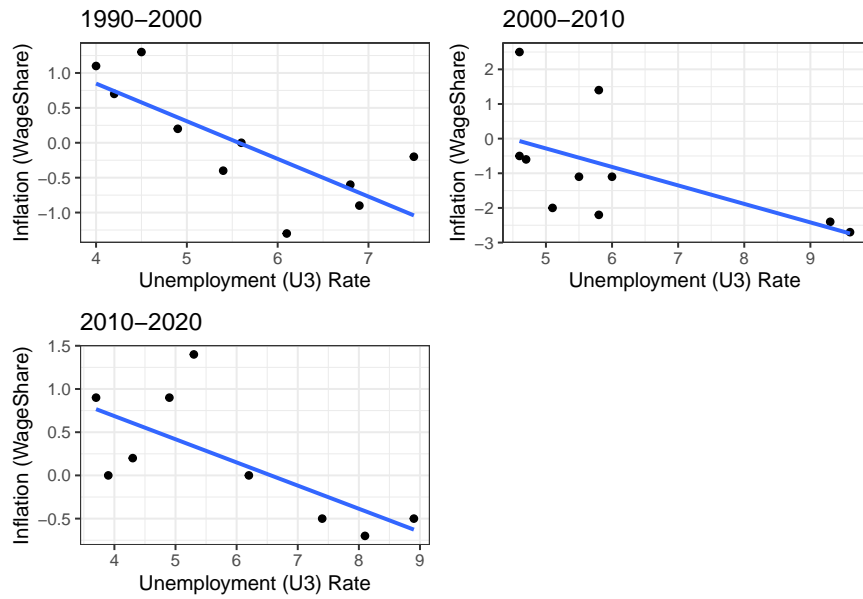 1990−2000
Inflation (WageShare)
1.0
0.5
0.0
−0.5
−1.0
4 5 6 7
Unemployment (U3) Rate
2000−2010
Inflation (WageShare)
2
1
0
−1
−2
−3
5 6 7 8 9
Unemployment (U3) Rate
2010−2020
Inflation (WageShare)
1.5
1.0
0.5
0.0
−0.5
4 5 6 7 8 9
Unemployment (U3) Rate